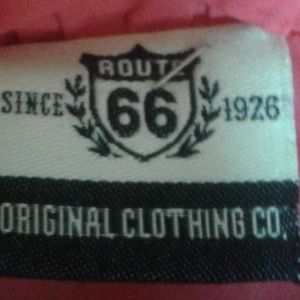 ROUTE
SINCE 66 1926
ORIGINAL CLOTHING CO.